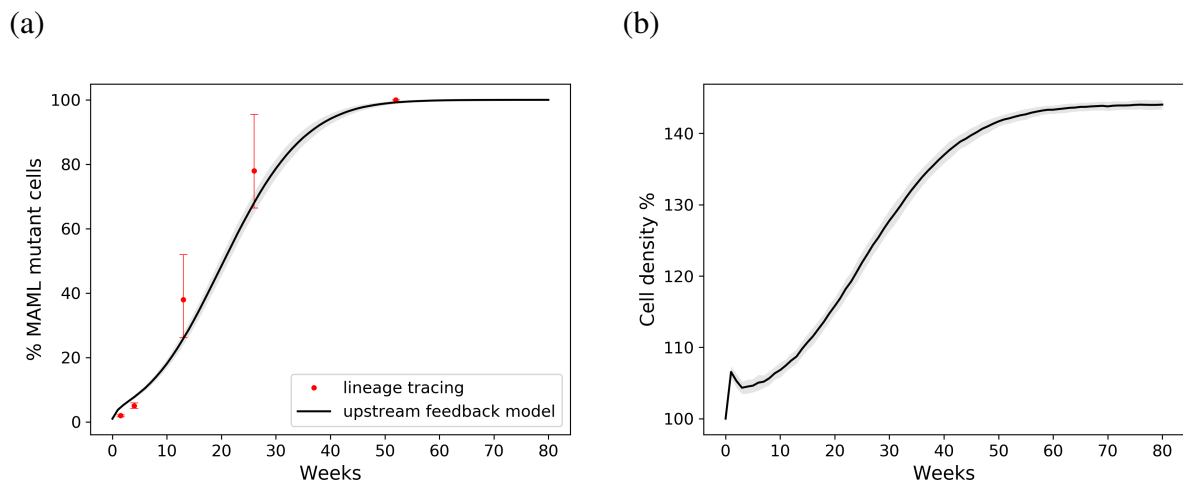 (a)
(b)
% MAML mutant cells
100
80
60
40
20
0
0 10 20 30 40 50 60 70 80
Weeks
lineage tracing
upstream feedback model
Cell density %
140
130
120
110
100
0 10 20 30 40 50 60 70 80
Weeks